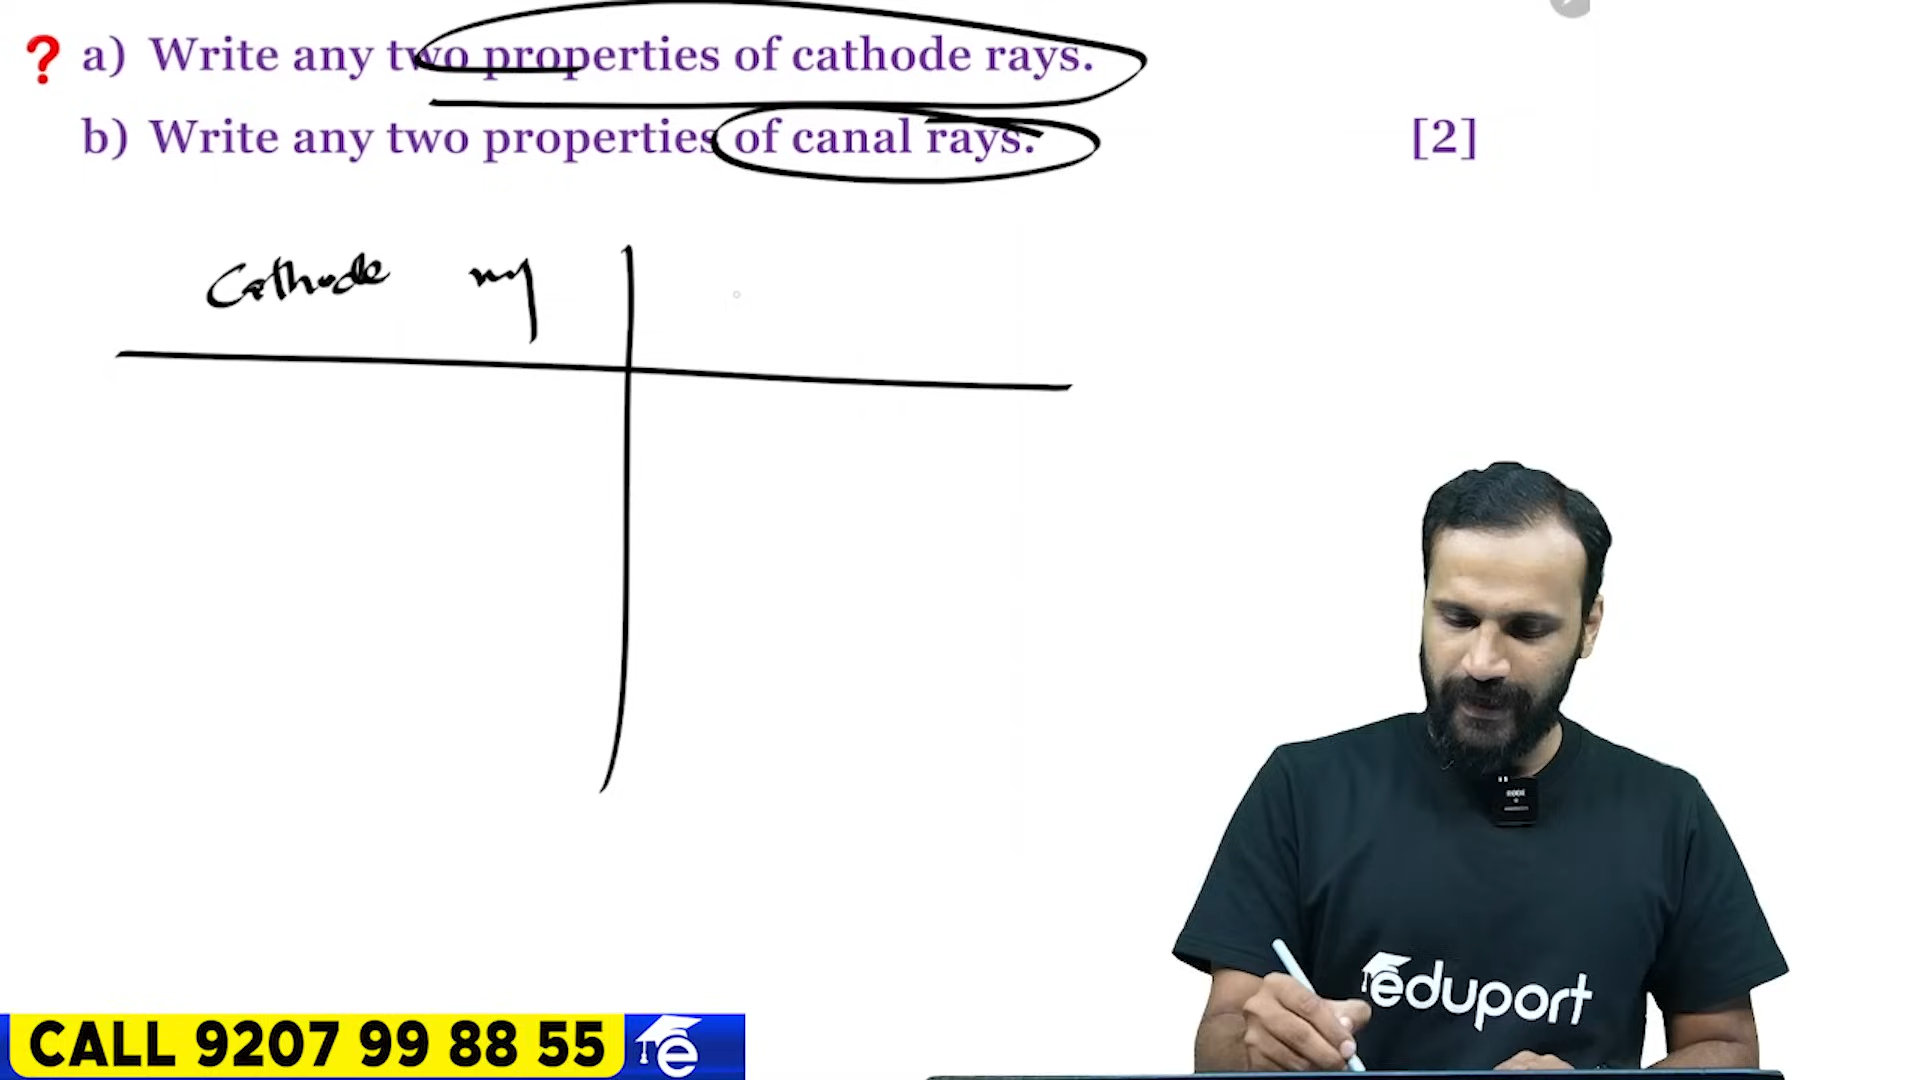 ❓ a) Write any two properties of cathode rays.
b) Write any two properties of canal rays. [2]
Cathode ray
RODE
eduport
CALL 9207 99 88 55 e